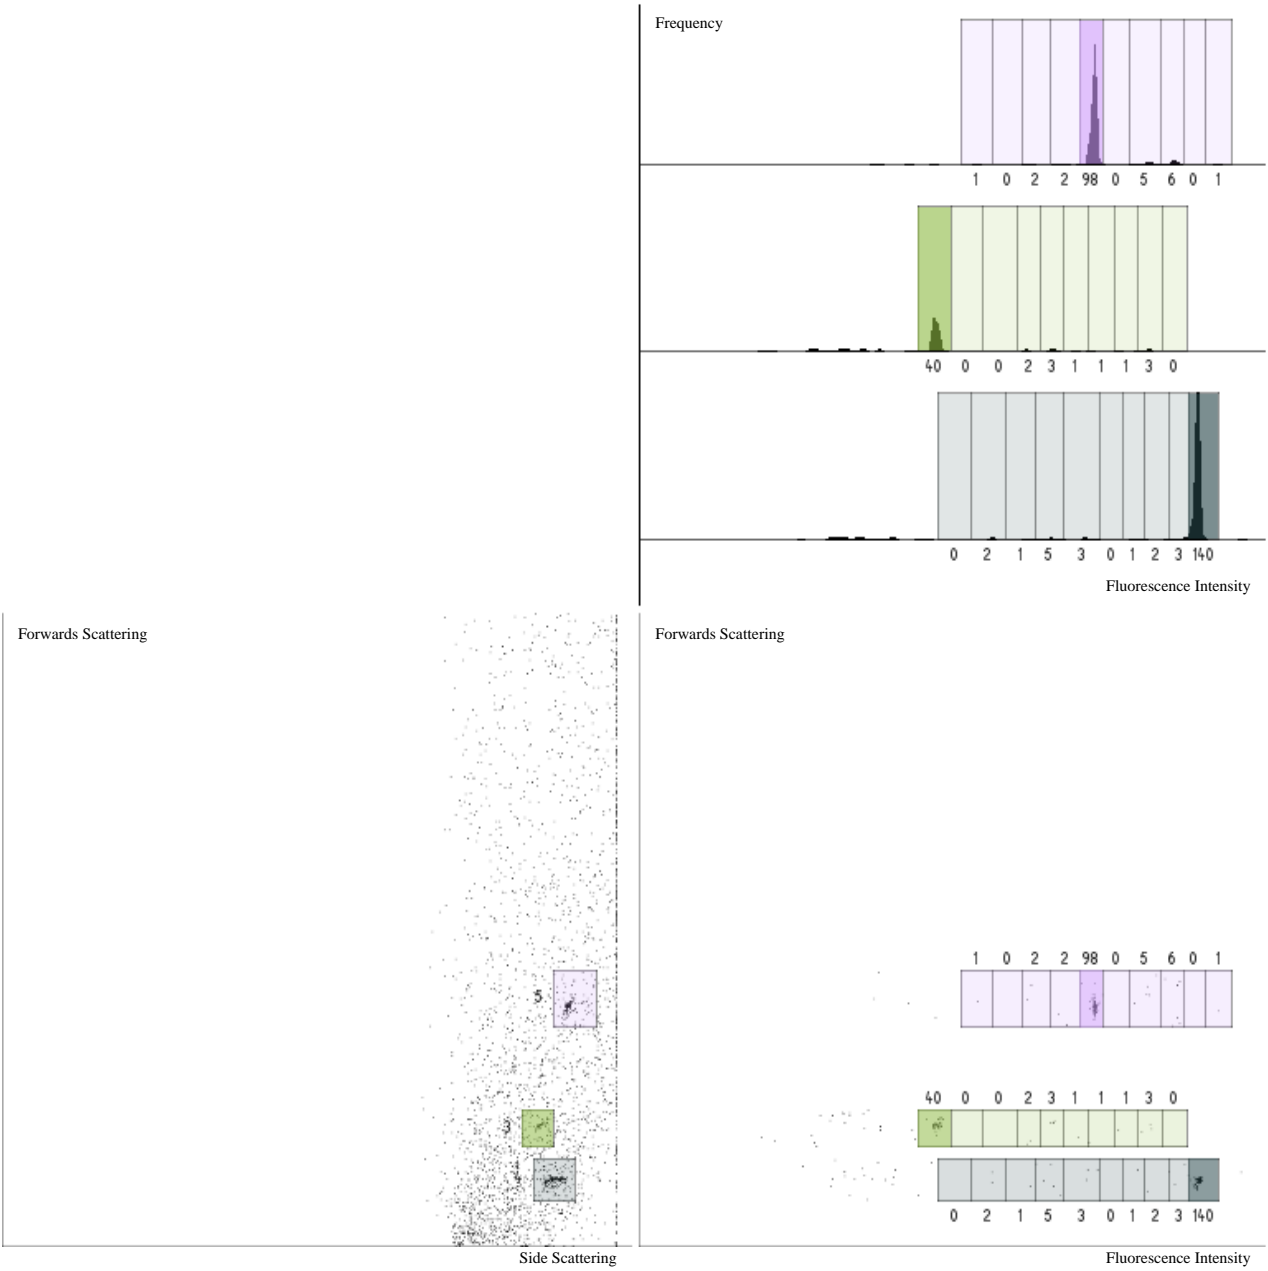 Frequency
1 0 2 2 98 0 5 6 0 1
40 0 0 2 3 1 1 1 3 0
0 2 1 5 3 0 1 2 3 140
Fluorescence Intensity
Forwards Scattering
5
3
Side Scattering
Forwards Scattering
1 0 2 2 98 0 5 6 0 1
40 0 0 2 3 1 1 1 3 0
0 2 1 5 3 0 1 2 3 140
Fluorescence Intensity